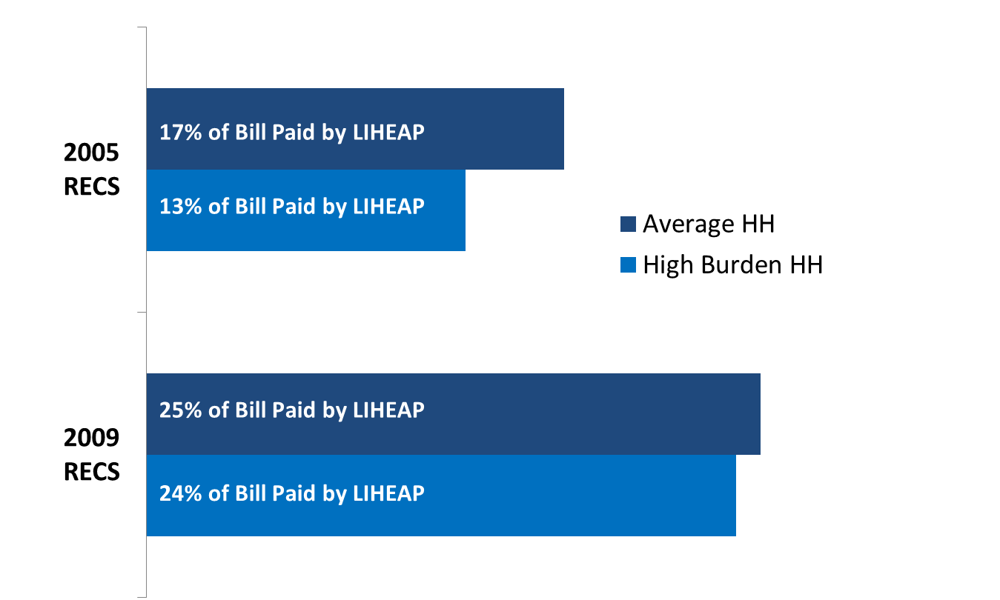 2005
RECS
17% of Bill Paid by LIHEAP
13% of Bill Paid by LIHEAP
Average HH
High Burden HH
2009
RECS
25% of Bill Paid by LIHEAP
24% of Bill Paid by LIHEAP